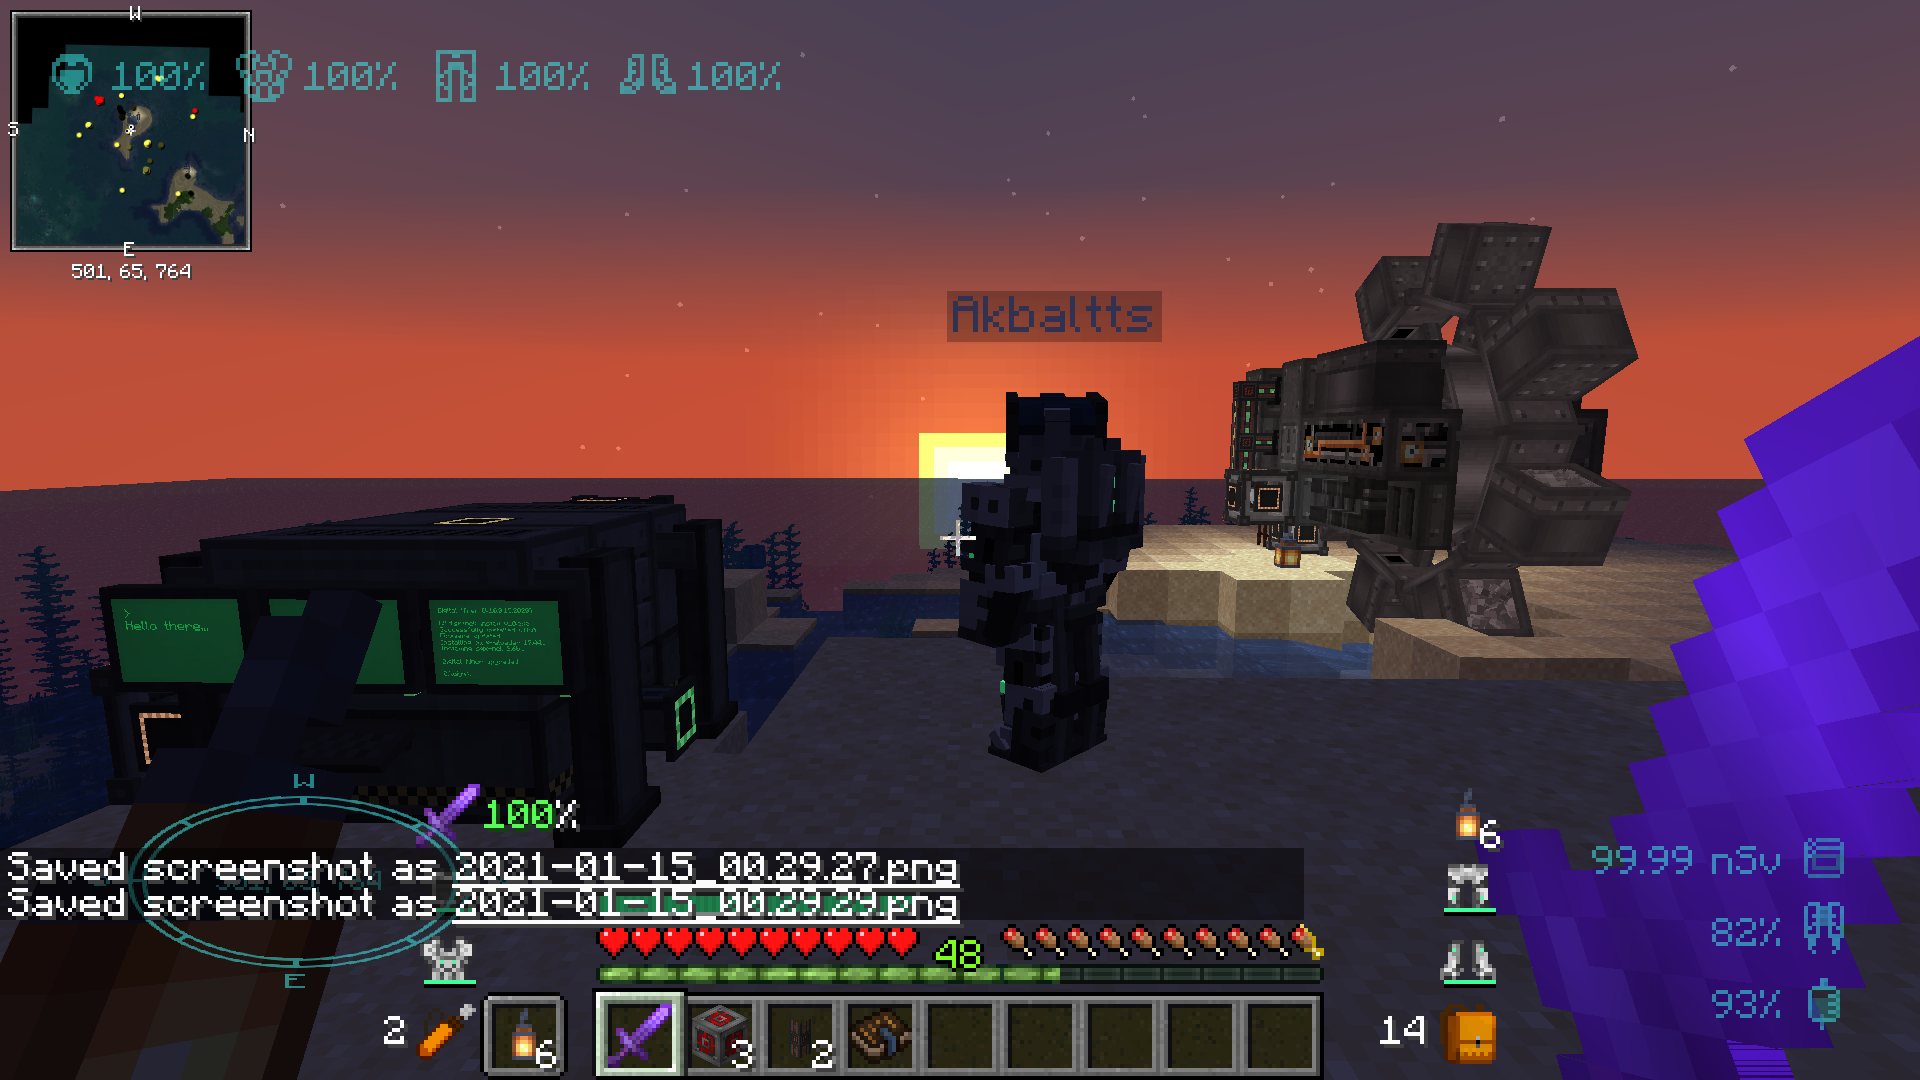 W
100% 100% 100% 100%
S
N
E
501, 65, 764
Akbaltts
>
Hello there…
W
100%
6
99.99 nSv
Saved screenshot as 2021-01-15_00.29.27.png
Saved screenshot as 2021-01-15_00.29.29.png
82%
48
E
93%
2
6
3
2
14